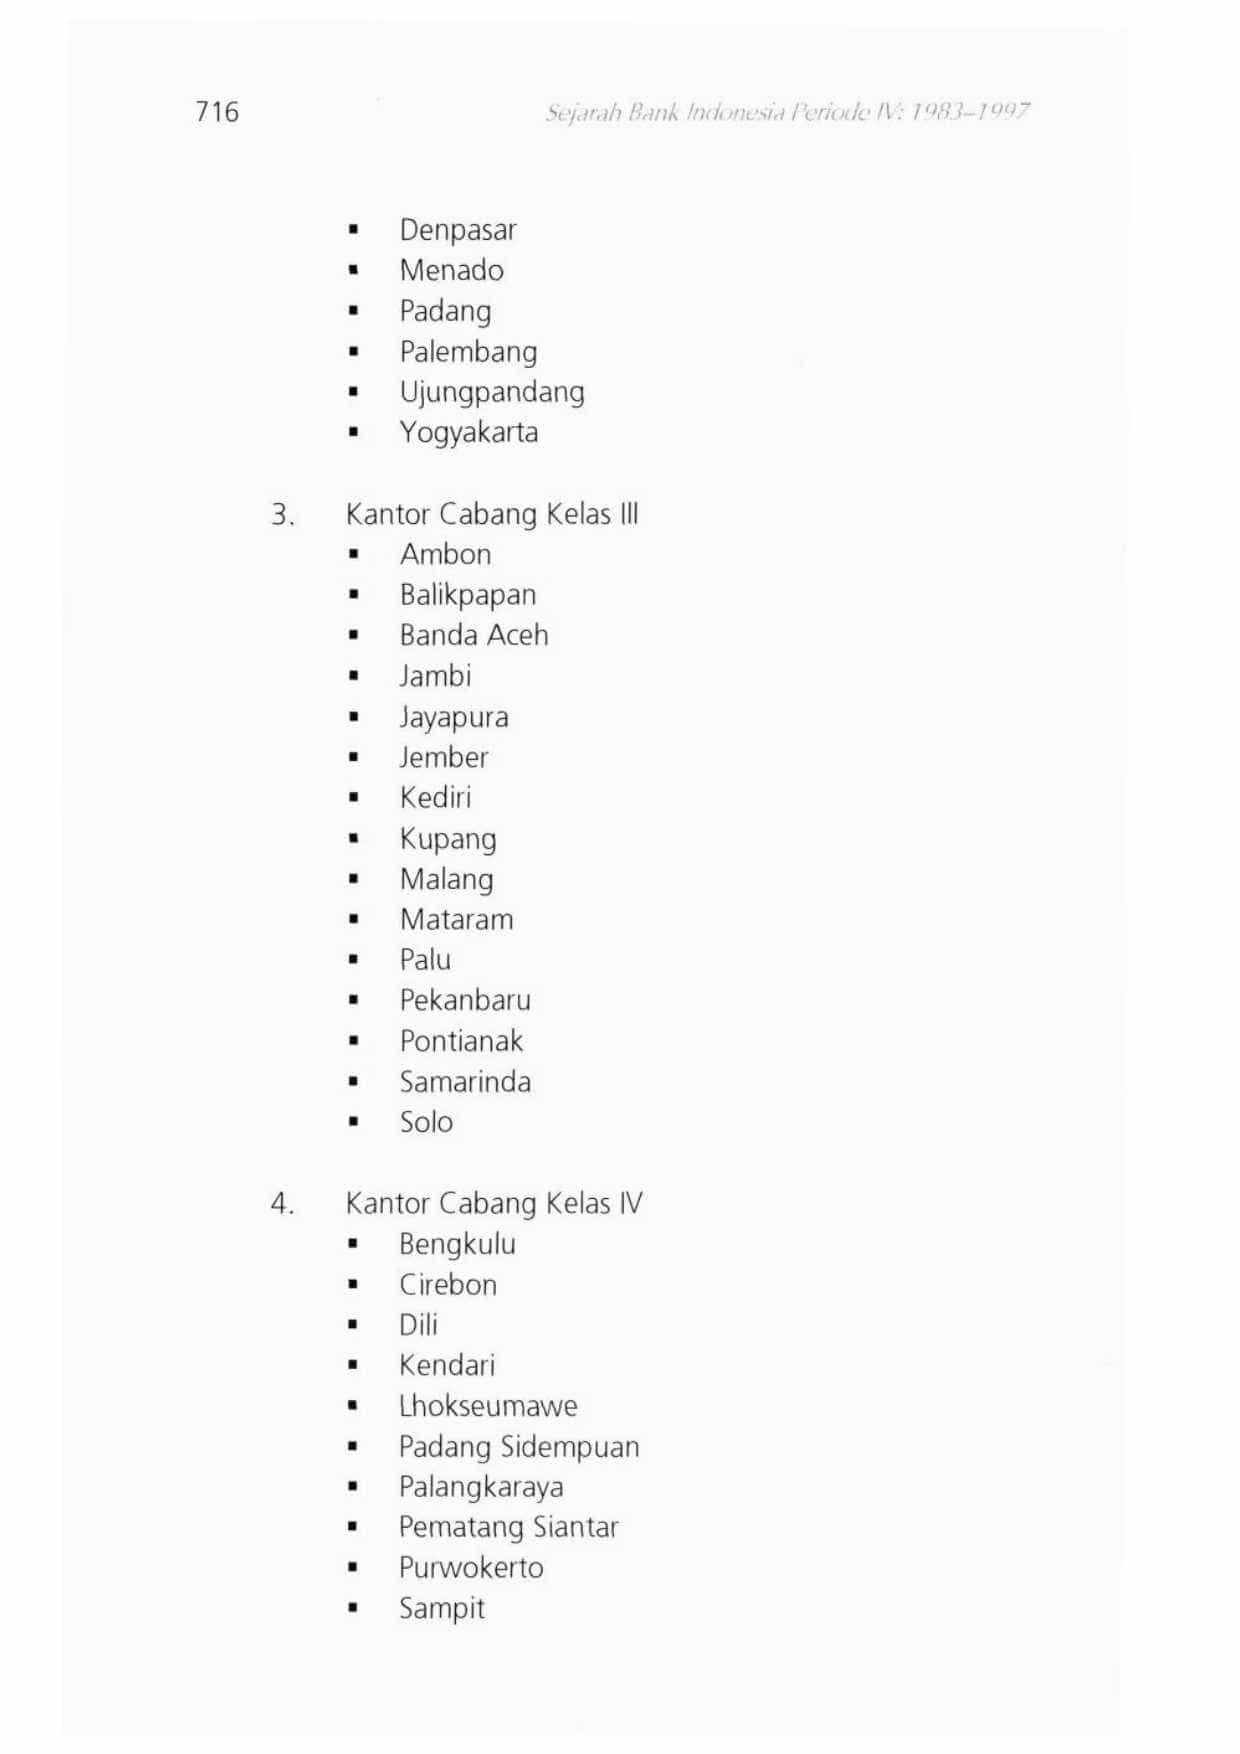 716
Sejarah Bank Indonesia Periode IV: 1983–1997
▪ Denpasar
▪ Menado
▪ Padang
▪ Palembang
▪ Ujungpandang
▪ Yogyakarta
3. Kantor Cabang Kelas III
▪ Ambon
▪ Balikpapan
▪ Banda Aceh
▪ Jambi
▪ Jayapura
▪ Jember
▪ Kediri
▪ Kupang
▪ Malang
▪ Mataram
▪ Palu
▪ Pekanbaru
▪ Pontianak
▪ Samarinda
▪ Solo
4. Kantor Cabang Kelas IV
▪ Bengkulu
▪ Cirebon
▪ Dili
▪ Kendari
▪ Lhokseumawe
▪ Padang Sidempuan
▪ Palangkaraya
▪ Pematang Siantar
▪ Purwokerto
▪ Sampit